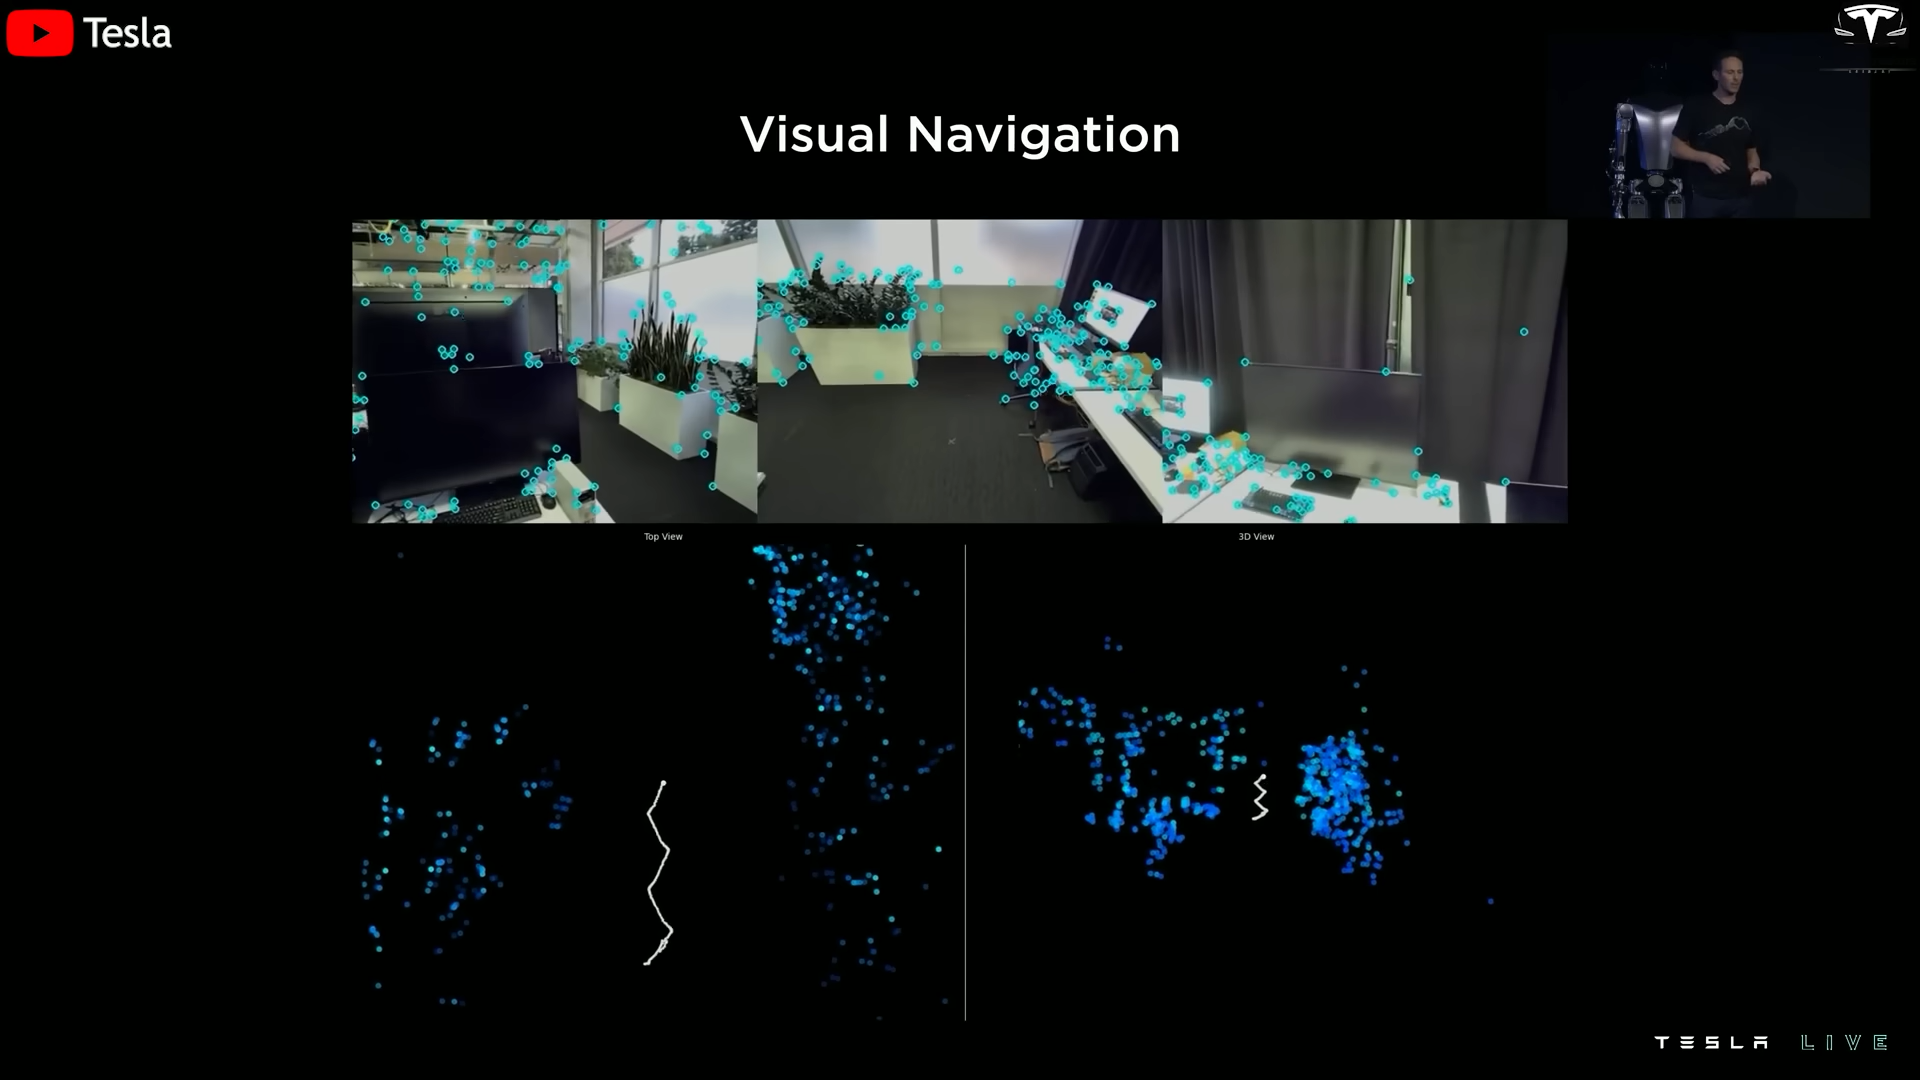 Tesla
Visual Navigation
Top View
3D View
TESLA LIVE